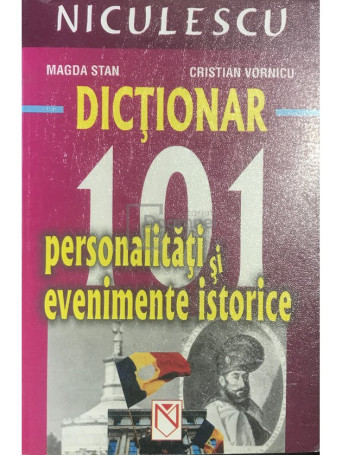 NICULESCU
MAGDA STAN CRISTIAN VORNICU
DICȚIONAR
101
personalități și
evenimente istorice